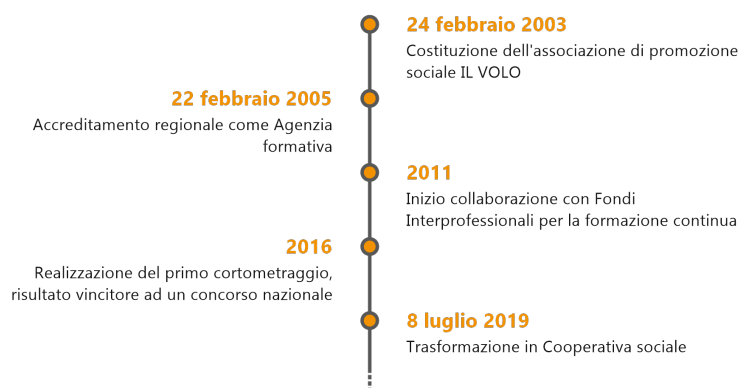 24 febbraio 2003
Costituzione dell'associazione di promozione
sociale IL VOLO
22 febbraio 2005
Accreditamento regionale come Agenzia
formativa
2011
Inizio collaborazione con Fondi
Interprofessionali per la formazione continua
2016
Realizzazione del primo cortometraggio,
risultato vincitore ad un concorso nazionale
8 luglio 2019
Trasformazione in Cooperativa sociale